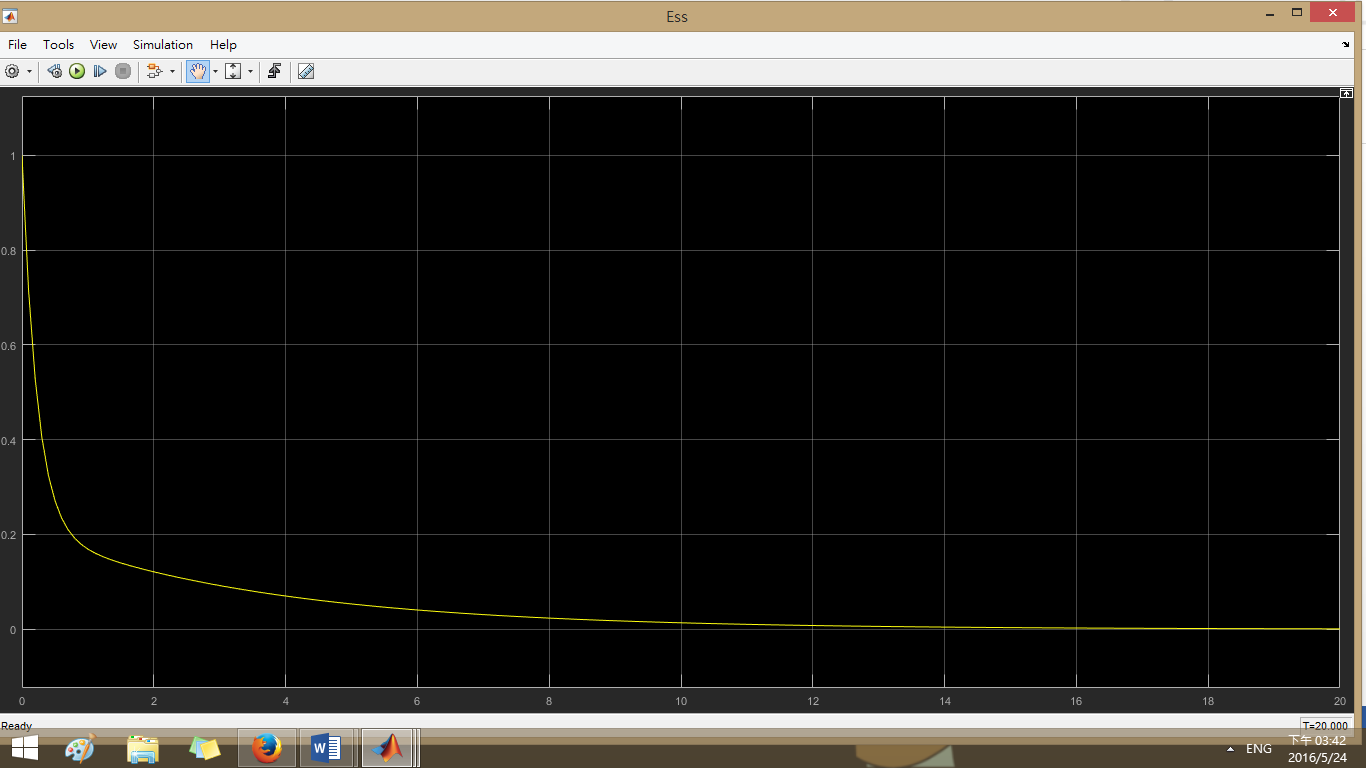 Ess
File Tools View Simulation Help
1
0.8
0.6
0.4
0.2
0
0 2 4 6 8 10 12 14 16 18 20
Ready
T=20.000
ENG
下午 03:42
2016/5/24